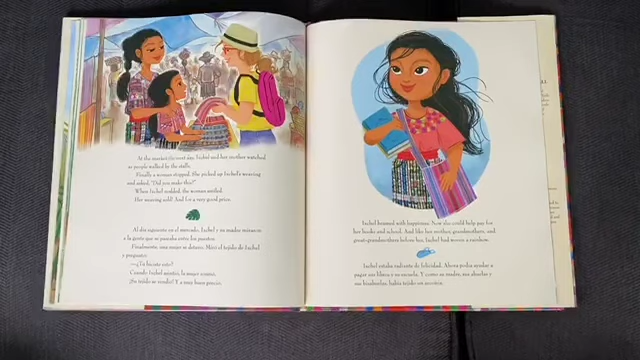 At the market the next day, Ixchel and her mother watched
as people walked by the stalls.
Finally a woman stopped. She picked up Ixchel's weaving
and asked, "Did you make this?"
When Ixchel nodded, the woman smiled.
Her weaving sold! And for a very good price.
Al día siguiente en el mercado, Ixchel y su madre miraron
a la gente que se paseaba entre los puestos.
Finalmente, una mujer se detuvo. Miró el tejido de Ixchel
y preguntó:
—¿Tú hiciste esto?
Cuando Ixchel asintió, la mujer sonrió.
¡Su tejido se vendió! Y a muy buen precio.
Ixchel beamed with happiness. Now she could help pay for
her books and school. And like her mother, grandmothers, and
great-grandmothers before her, Ixchel had woven a rainbow.
Ixchel estaba radiante de felicidad. Ahora podía ayudar a
pagar sus libros y su escuela. Y como su madre, sus abuelas y
sus bisabuelas, había tejido un arcoíris.